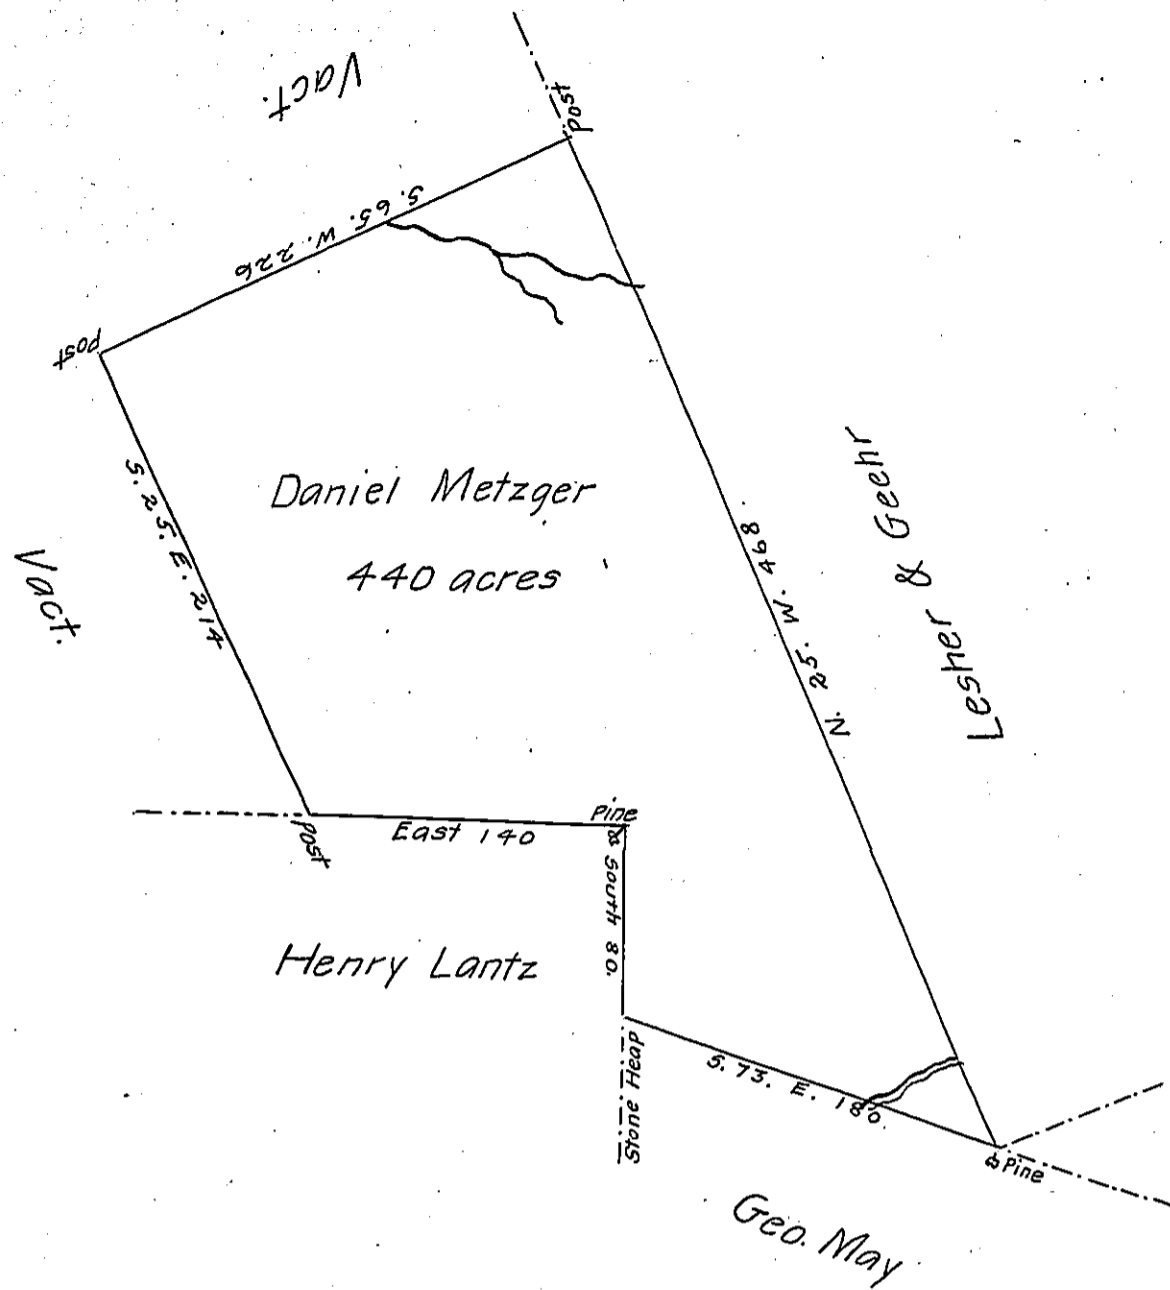 Vact.
Post
S. 65. W. 226
Post
Daniel Metzger
440 acres
S. 25. E. 214
Vact.
N. 25. W. 468.
Lesher & Geehr
Post
East 140
Pine
South 80.
Henry Lantz
Stone Heap
S. 73. E. 180.
Pine
Geo. May